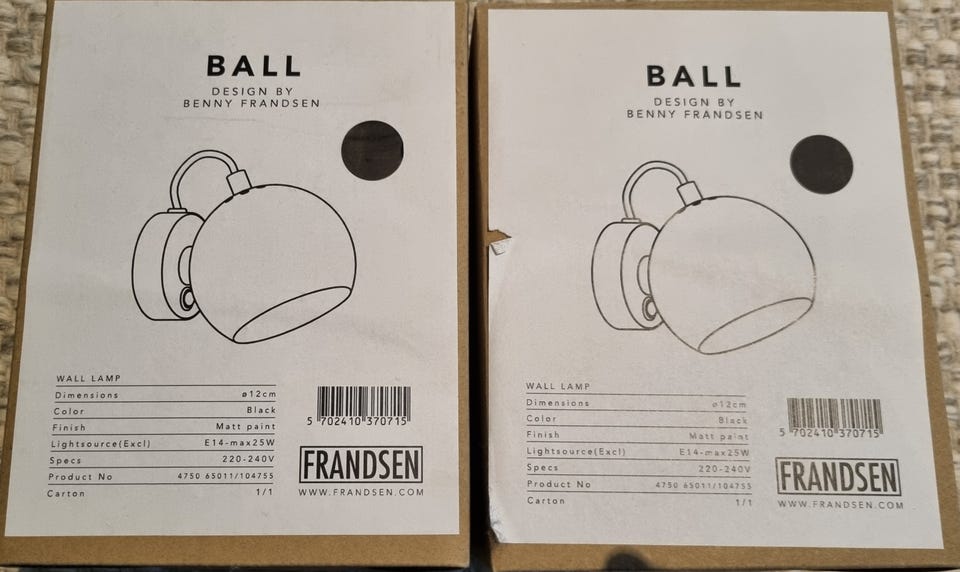 BALL
DESIGN BY
BENNY FRANDSEN
WALL LAMP
Dimensions ø12cm
Color Black
Finish Matt paint
Lightsource(Excl) E14-max25W
Specs 220-240V
Product No 4750 65011/104755
Carton 1/1
5 702410 370715
FRANDSEN
WWW.FRANDSEN.COM
BALL
DESIGN BY
BENNY FRANDSEN
WALL LAMP
Dimensions ø12cm
Color Black
Finish Matt paint
Lightsource(Excl) E14-max25W
Specs 220-240V
Product No 4750 65011/104755
Carton 1/1
5 702410 370715
FRANDSEN
WWW.FRANDSEN.COM